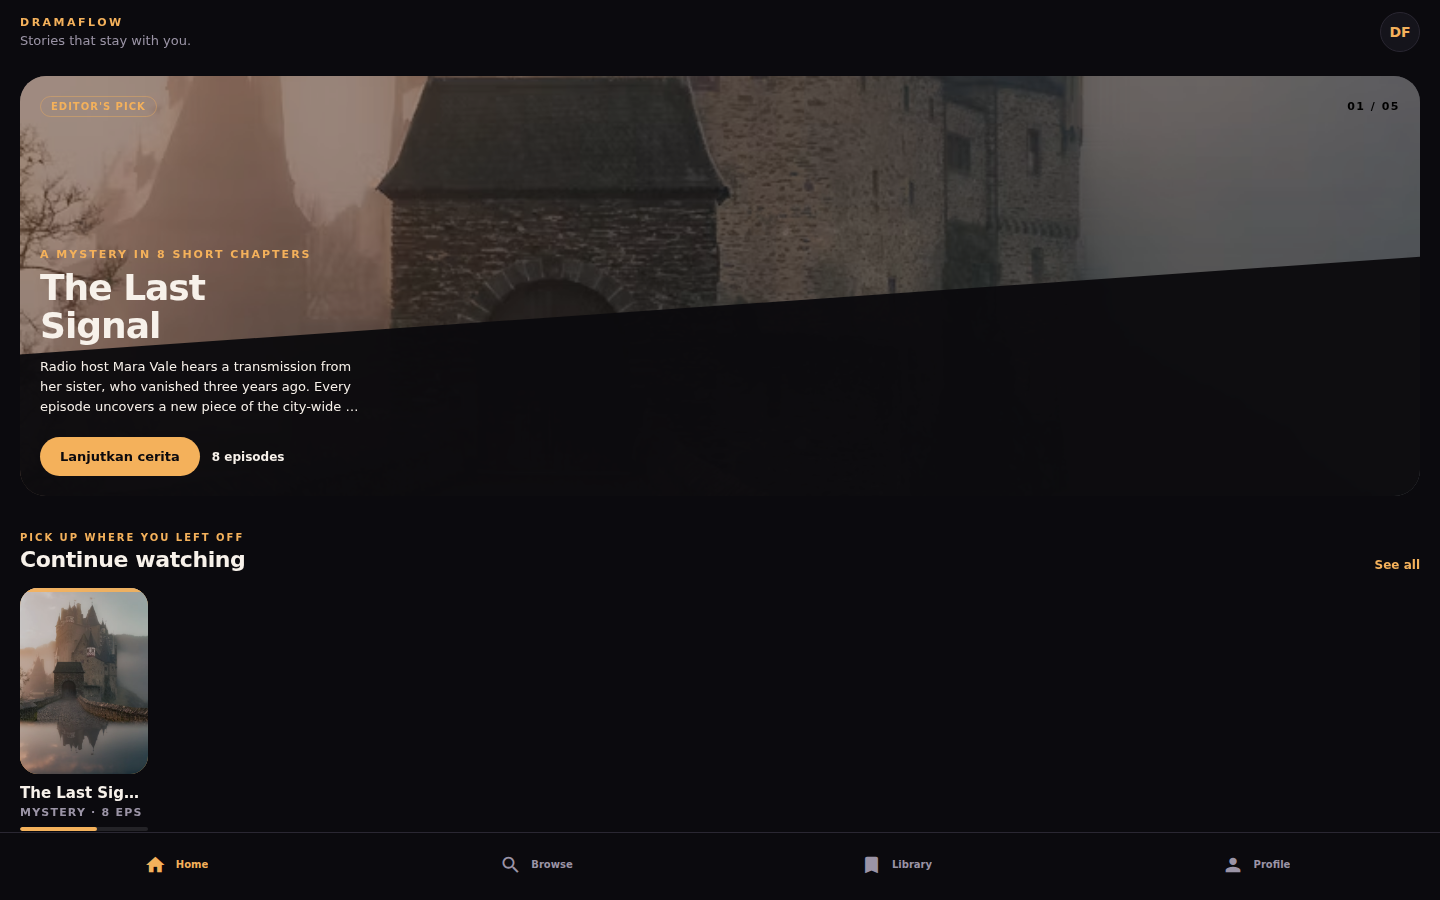 DRAMAFLOW
Stories that stay with you.
DF
EDITOR'S PICK
01 / 05
A MYSTERY IN 8 SHORT CHAPTERS
The Last
Signal
Radio host Mara Vale hears a transmission from
her sister, who vanished three years ago. Every
episode uncovers a new piece of the city-wide ...
Lanjutkan cerita
8 episodes
PICK UP WHERE YOU LEFT OFF
Continue watching
See all
The Last Sig...
MYSTERY · 8 EPS
Home
Browse
Library
Profile